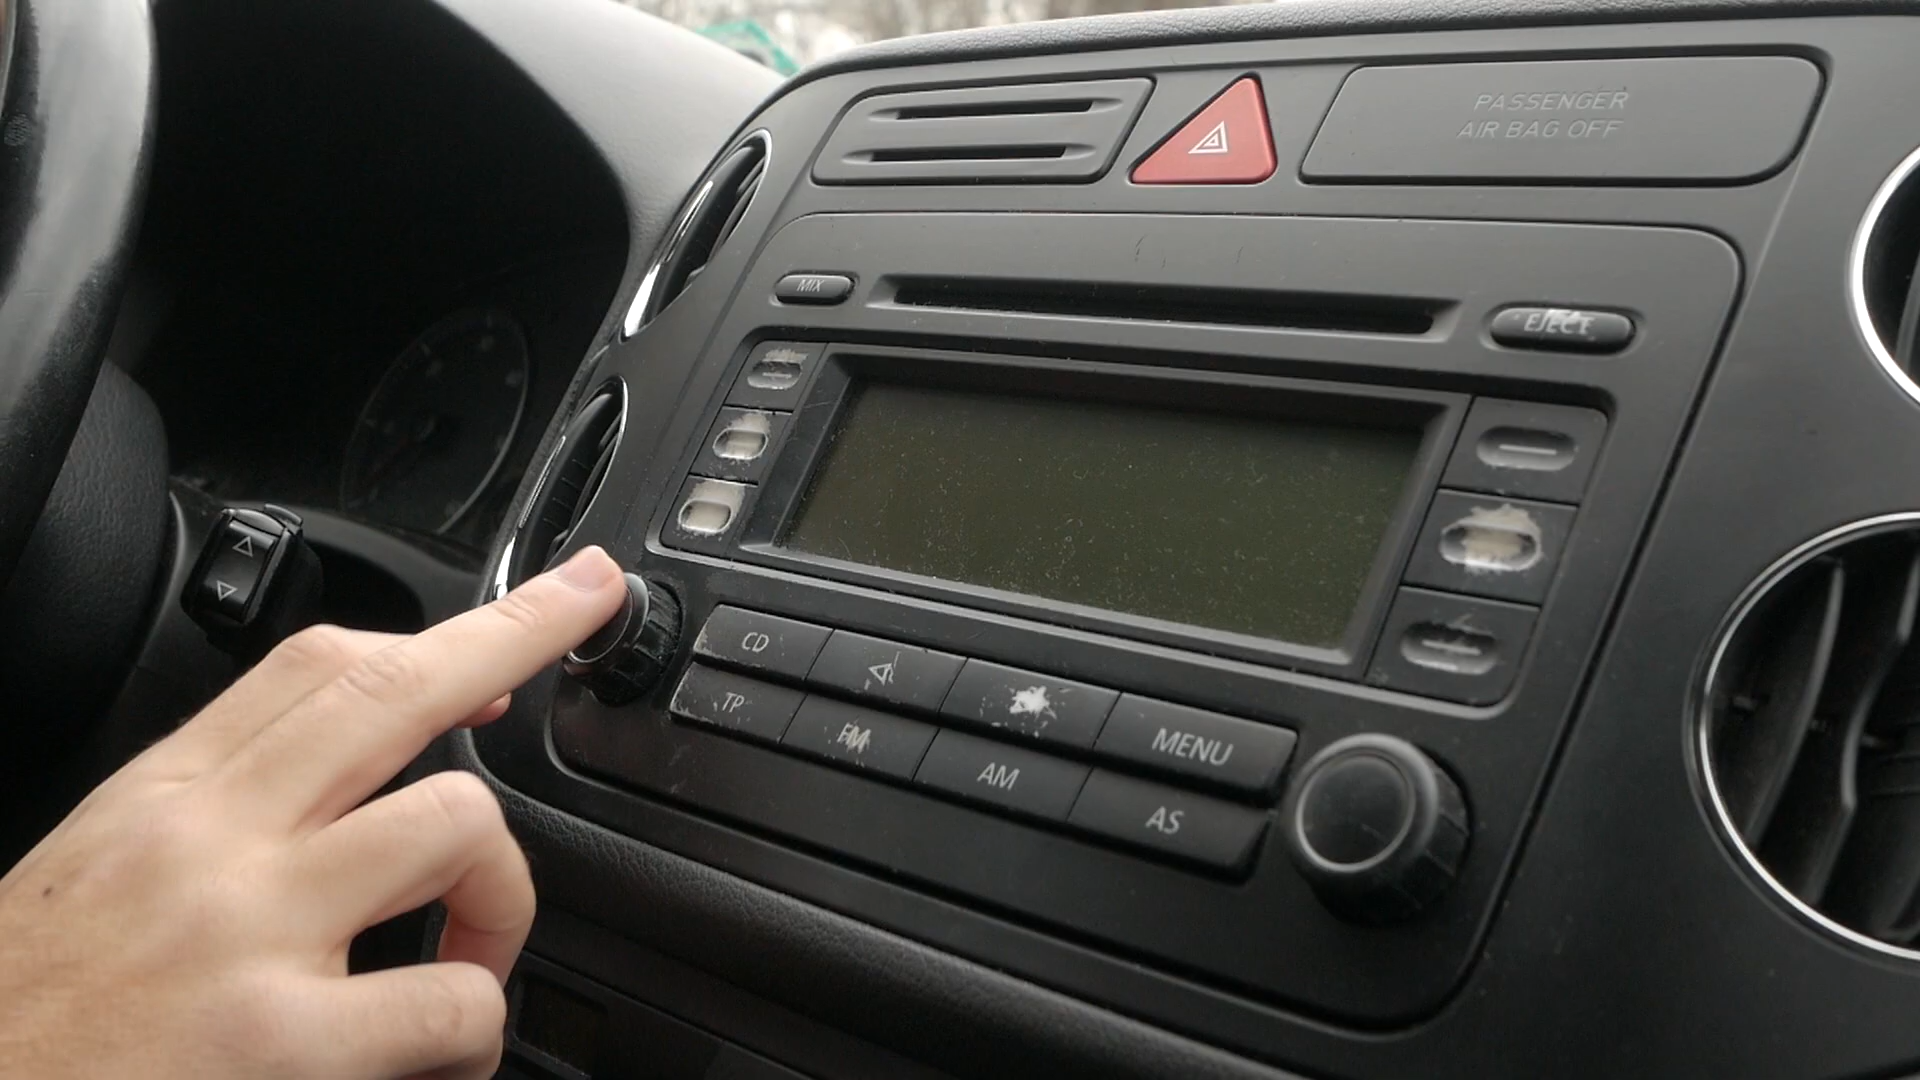 PASSENGER
AIR BAG OFF
MIX
EJECT
CD
MENU
TP
FM
AM
AS